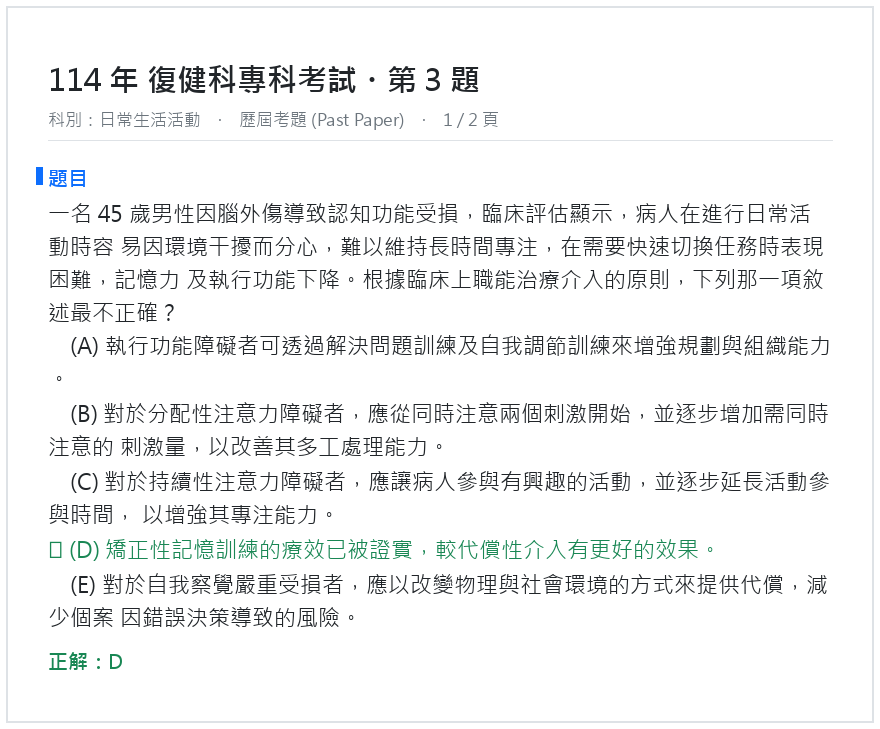 114 年 復健科專科考試・第 3 題
科別：日常生活活動 · 歷屆考題 (Past Paper) · 1 / 2 頁
題目
一名 45 歲男性因腦外傷導致認知功能受損，臨床評估顯示，病人在進行日常活
動時容 易因環境干擾而分心，難以維持長時間專注，在需要快速切換任務時表現
困難，記憶力 及執行功能下降。根據臨床上職能治療介入的原則，下列那一項敘
述最不正確？
(A) 執行功能障礙者可透過解決問題訓練及自我調節訓練來增強規劃與組織能力
。
(B) 對於分配性注意力障礙者，應從同時注意兩個刺激開始，並逐步增加需同時
注意的 刺激量，以改善其多工處理能力。
(C) 對於持續性注意力障礙者，應讓病人參與有興趣的活動，並逐步延長活動參
與時間， 以增強其專注能力。
(D) 矯正性記憶訓練的療效已被證實，較代償性介入有更好的效果。
(E) 對於自我察覺嚴重受損者，應以改變物理與社會環境的方式來提供代償，減
少個案 因錯誤決策導致的風險。
正解：D